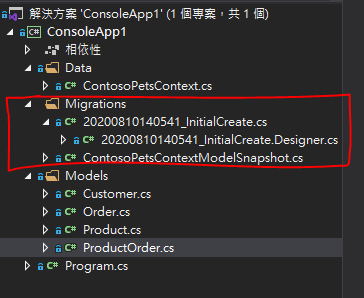 解決方案 'ConsoleApp1' (1 個專案，共 1 個)
C# ConsoleApp1
相依性
Data
C# ContosoPetsContext.cs
Migrations
C# 20200810140541_InitialCreate.cs
C# 20200810140541_InitialCreate.Designer.cs
C# ContosoPetsContextModelSnapshot.cs
Models
C# Customer.cs
C# Order.cs
C# Product.cs
C# ProductOrder.cs
C# Program.cs